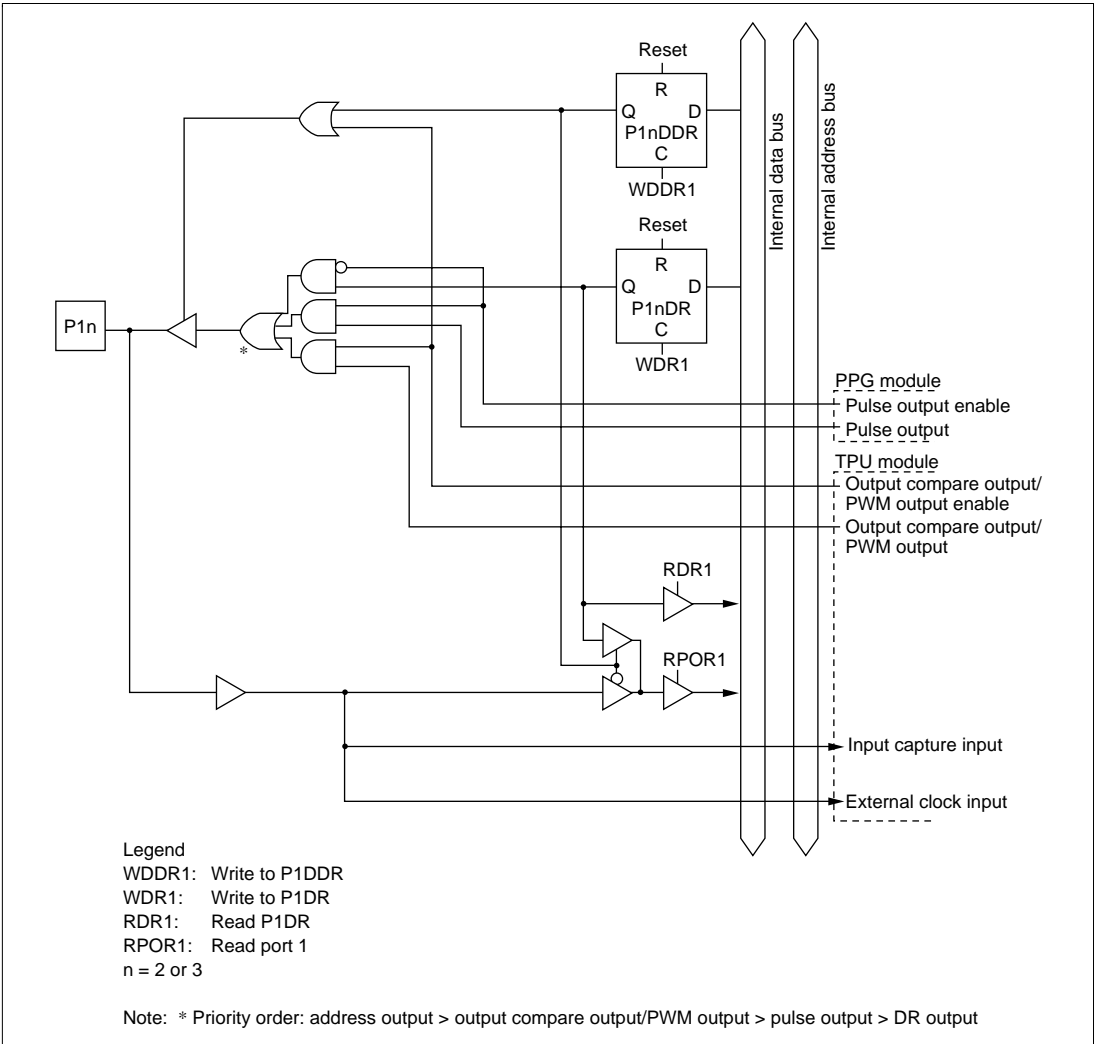 Reset
R
Q D
P1nDDR
C
WDDR1
Reset
R
Q D
P1nDR
C
WDR1
Internal data bus
Internal address bus
P1n
*
PPG module
Pulse output enable
Pulse output
TPU module
Output compare output/
PWM output enable
Output compare output/
PWM output
RDR1
RPOR1
Input capture input
External clock input
Legend
WDDR1: Write to P1DDR
WDR1: Write to P1DR
RDR1: Read P1DR
RPOR1: Read port 1
n = 2 or 3
Note: * Priority order: address output > output compare output/PWM output > pulse output > DR output